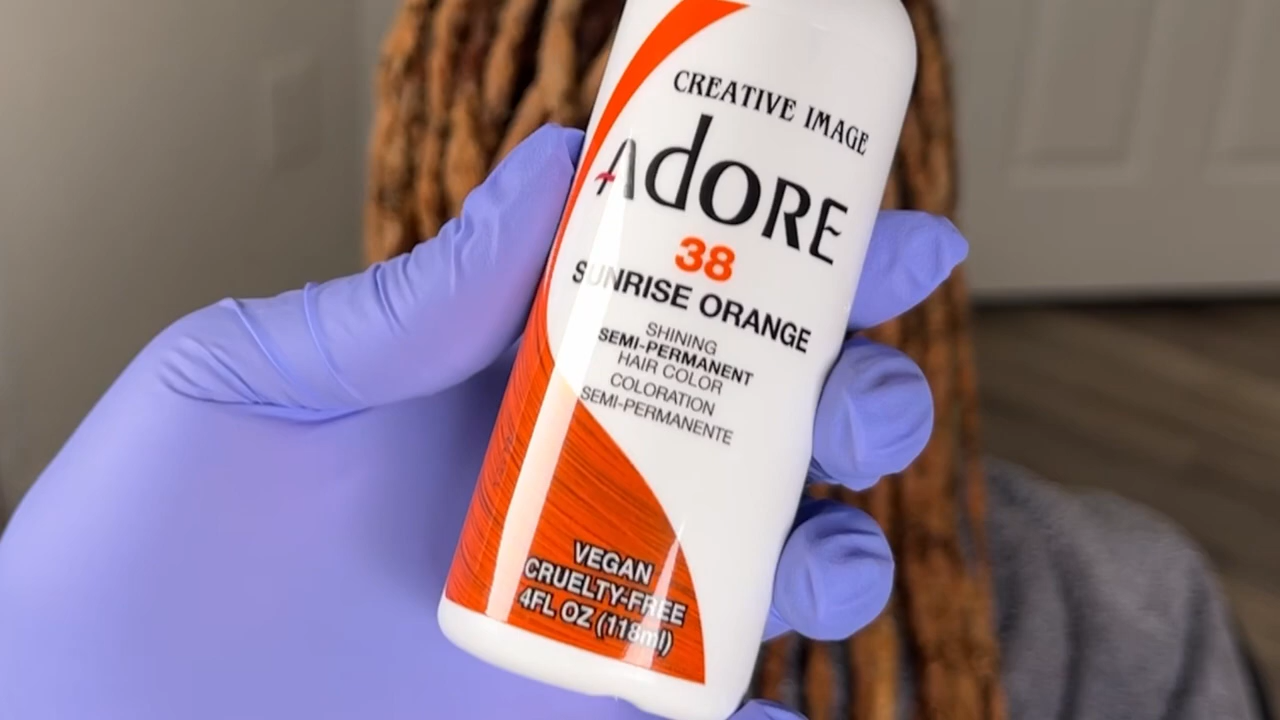 CREATIVE IMAGE
AdORE
38
SUNRISE ORANGE
SHINING
SEMI-PERMANENT
HAIR COLOR
COLORATION
SEMI-PERMANENTE
VEGAN
CRUELTY-FREE
4FL OZ (118ml)